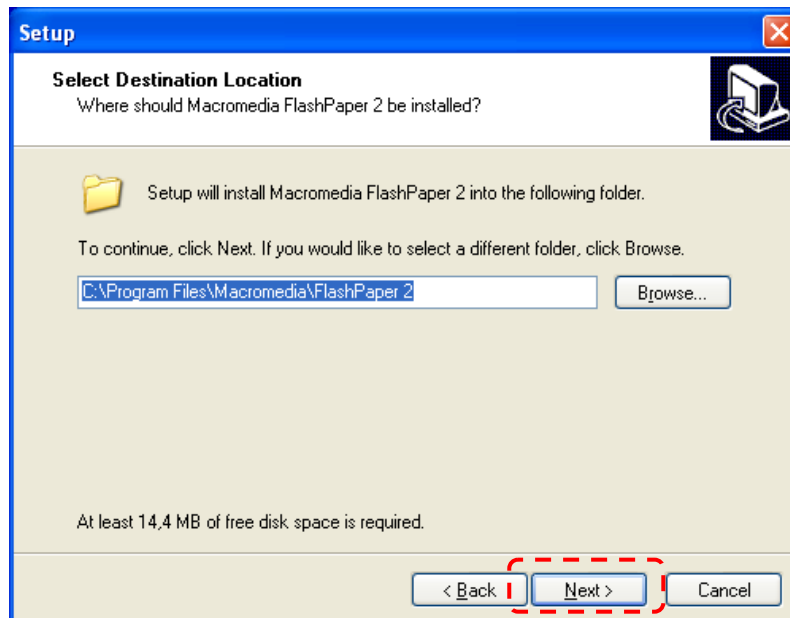 Setup
Select Destination Location
Where should Macromedia FlashPaper 2 be installed?
Setup will install Macromedia FlashPaper 2 into the following folder.
To continue, click Next. If you would like to select a different folder, click Browse.
C:\Program Files\Macromedia\FlashPaper 2
Browse...
At least 14,4 MB of free disk space is required.
< Back
Next >
Cancel